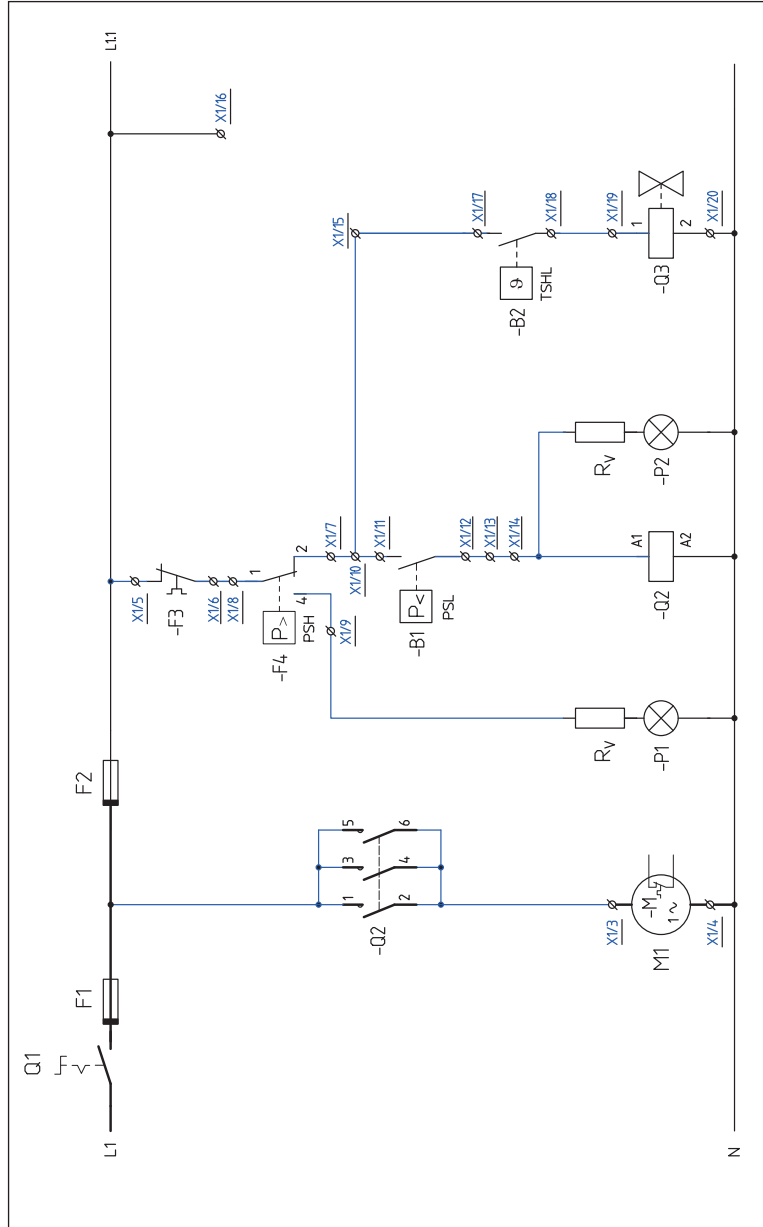 L1
Q1
F1
F2
L1.1
X1/16
X1/5
-F3
X1/6
X1/8
1
2
4
P>
PSH
-F4
X1/7
X1/9
X1/10
X1/15
X1/11
P<
PSL
-B1
X1/12
X1/13
X1/14
X1/17
ϑ
TSHL
-B2
X1/18
X1/19
1 3 5
2 4 6
-Q2
X1/3
-M
1~
M1
X1/4
RV
-P1
A1
A2
-Q2
RV
-P2
1
2
-Q3
X1/20
N